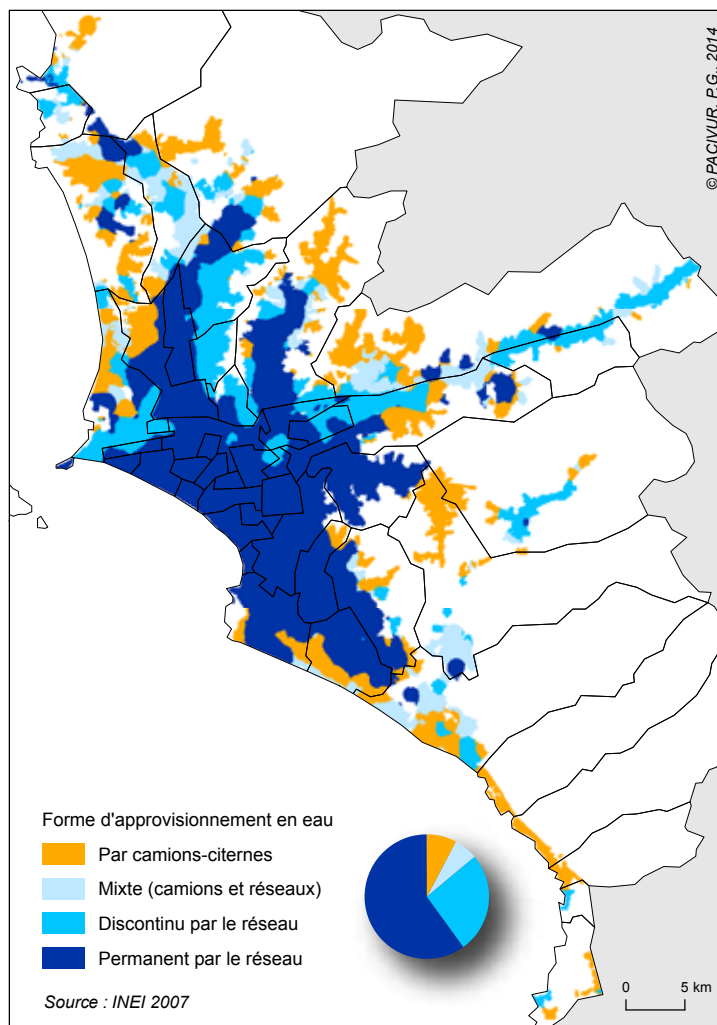 © PACIVUR, P.G., 2014
Forme d'approvisionnement en eau
Par camions-citernes
Mixte (camions et réseaux)
Discontinu par le réseau
Permanent par le réseau
Source : INEI 2007
0 5 km